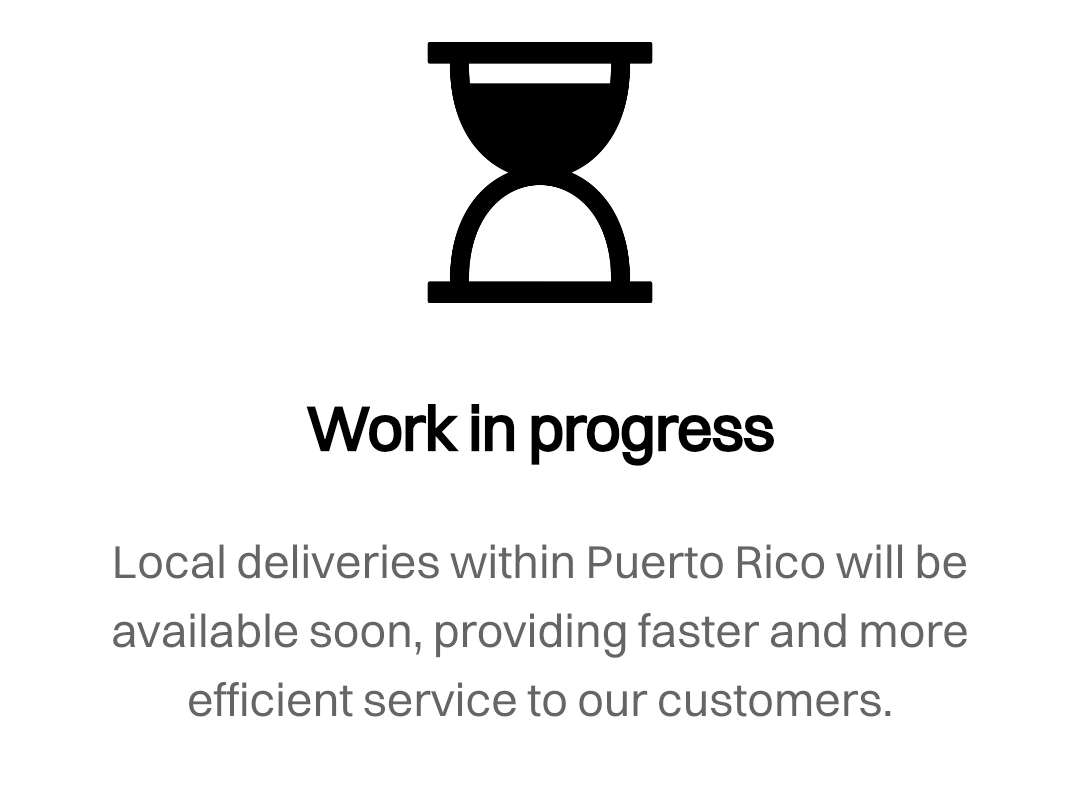 Work in progress
Local deliveries within Puerto Rico will be
available soon, providing faster and more
efficient service to our customers.